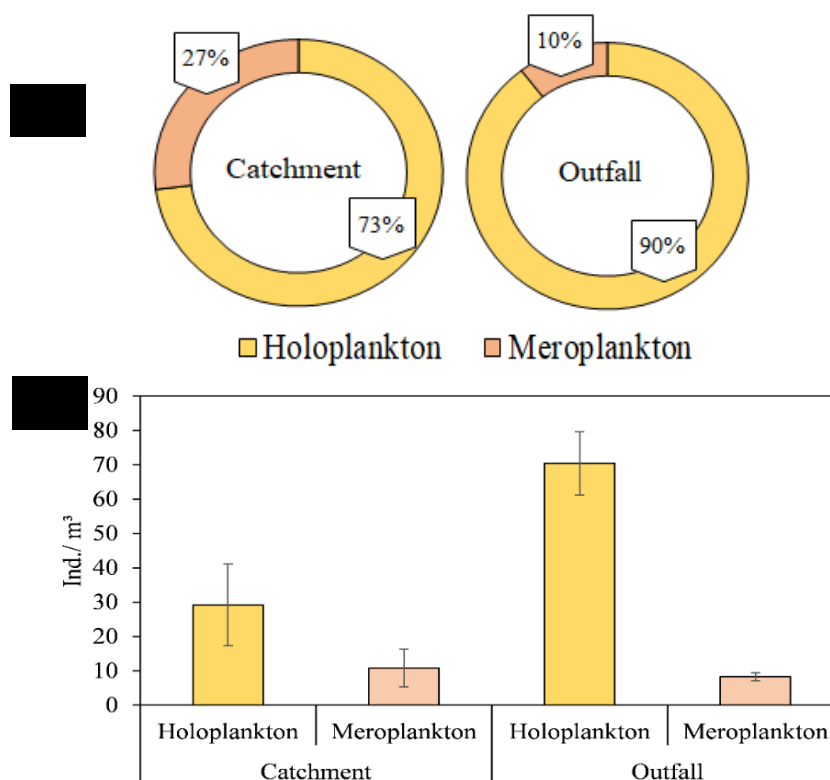 27%
10%
Catchment
Outfall
73%
90%
Holoplankton
Meroplankton
90
80
70
60
50
40
30
20
10
0
Ind./ m³
Holoplankton
Meroplankton
Holoplankton
Meroplankton
Catchment
Outfall